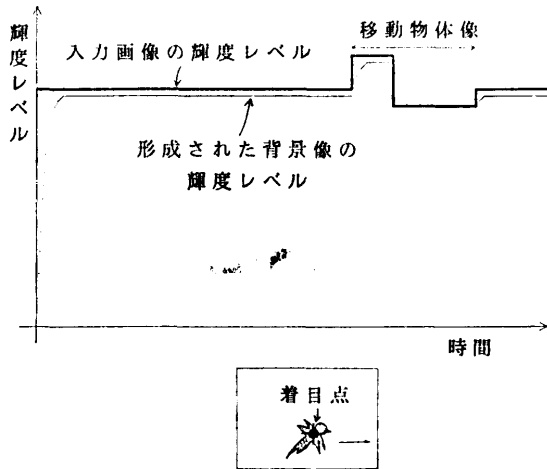 移動物体像
入力画像の輝度レベル
輝度レベル
形成された背景像の
輝度レベル
時間
着目点